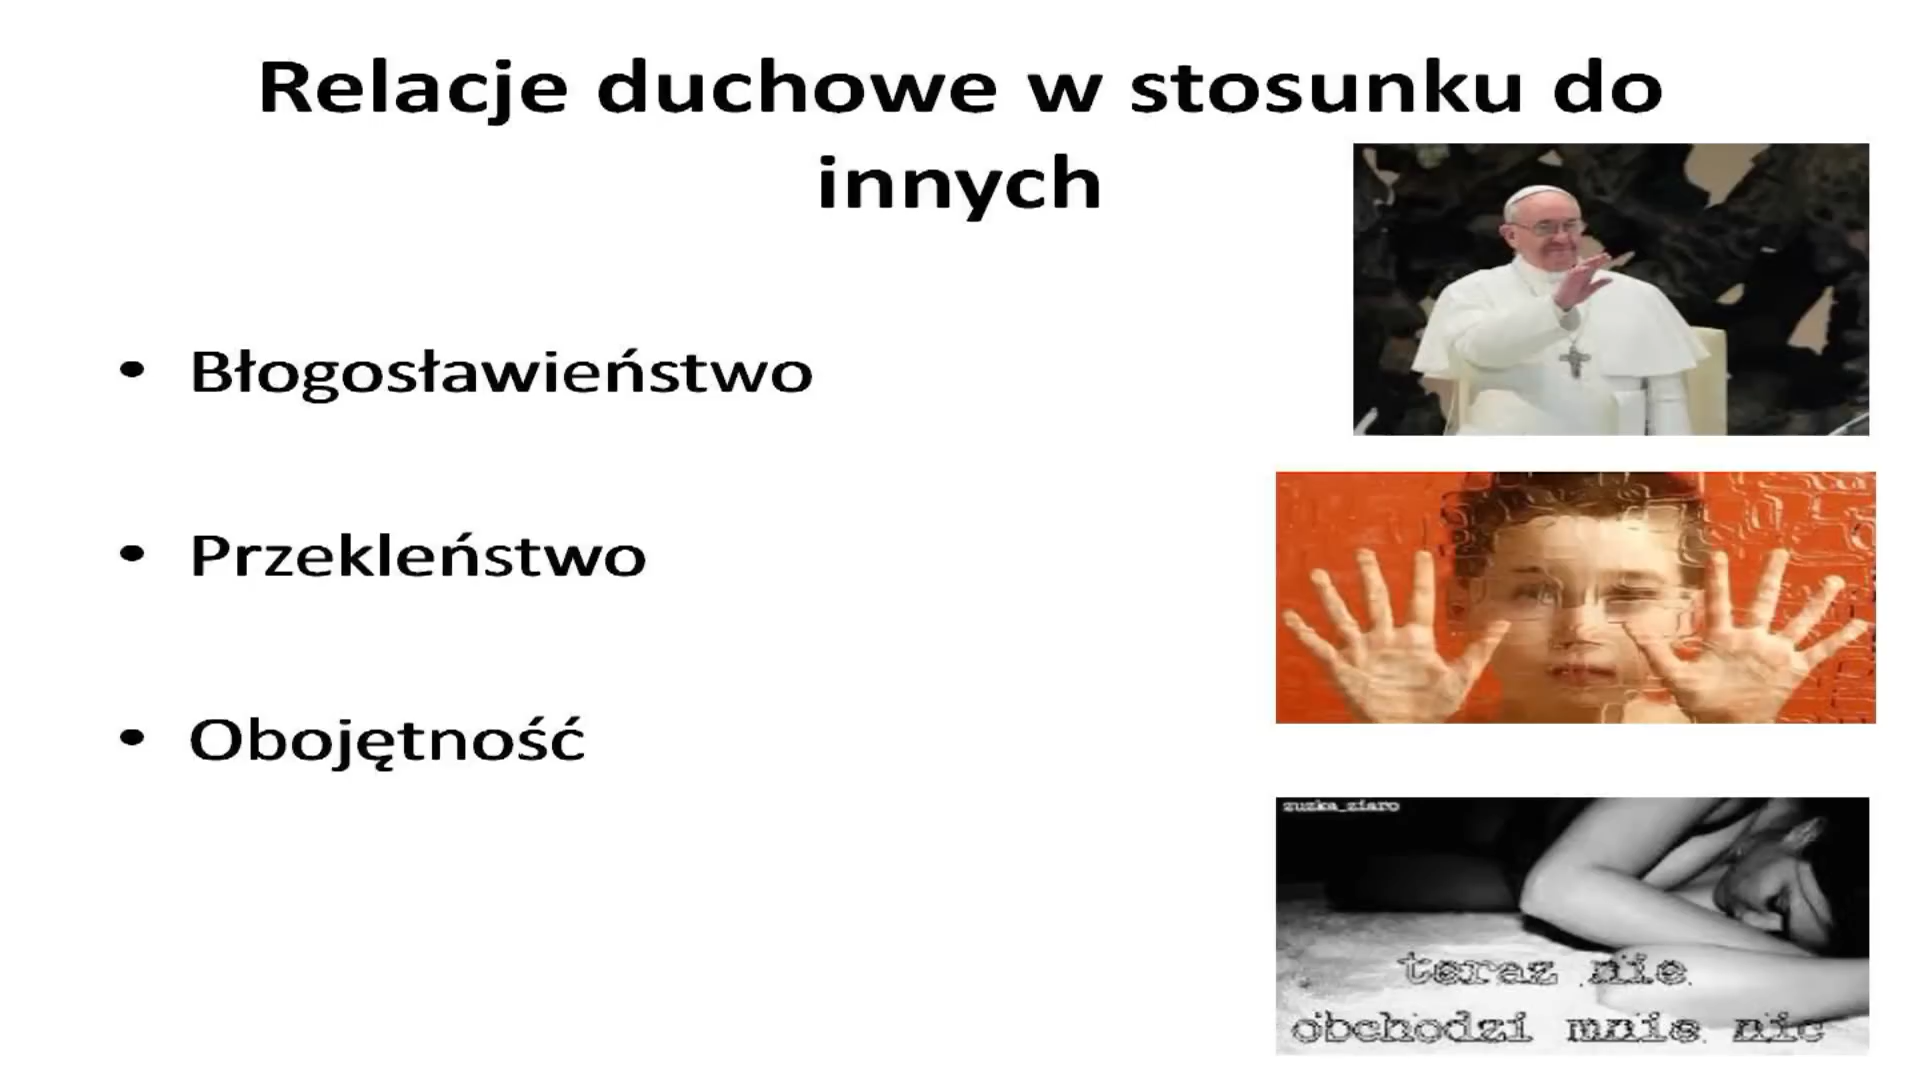 Relacje duchowe w stosunku do
innych
• Błogosławieństwo
• Przekleństwo
• Obojętność
zuzka_ziaro
teraz nie
obchodzi mnie nic